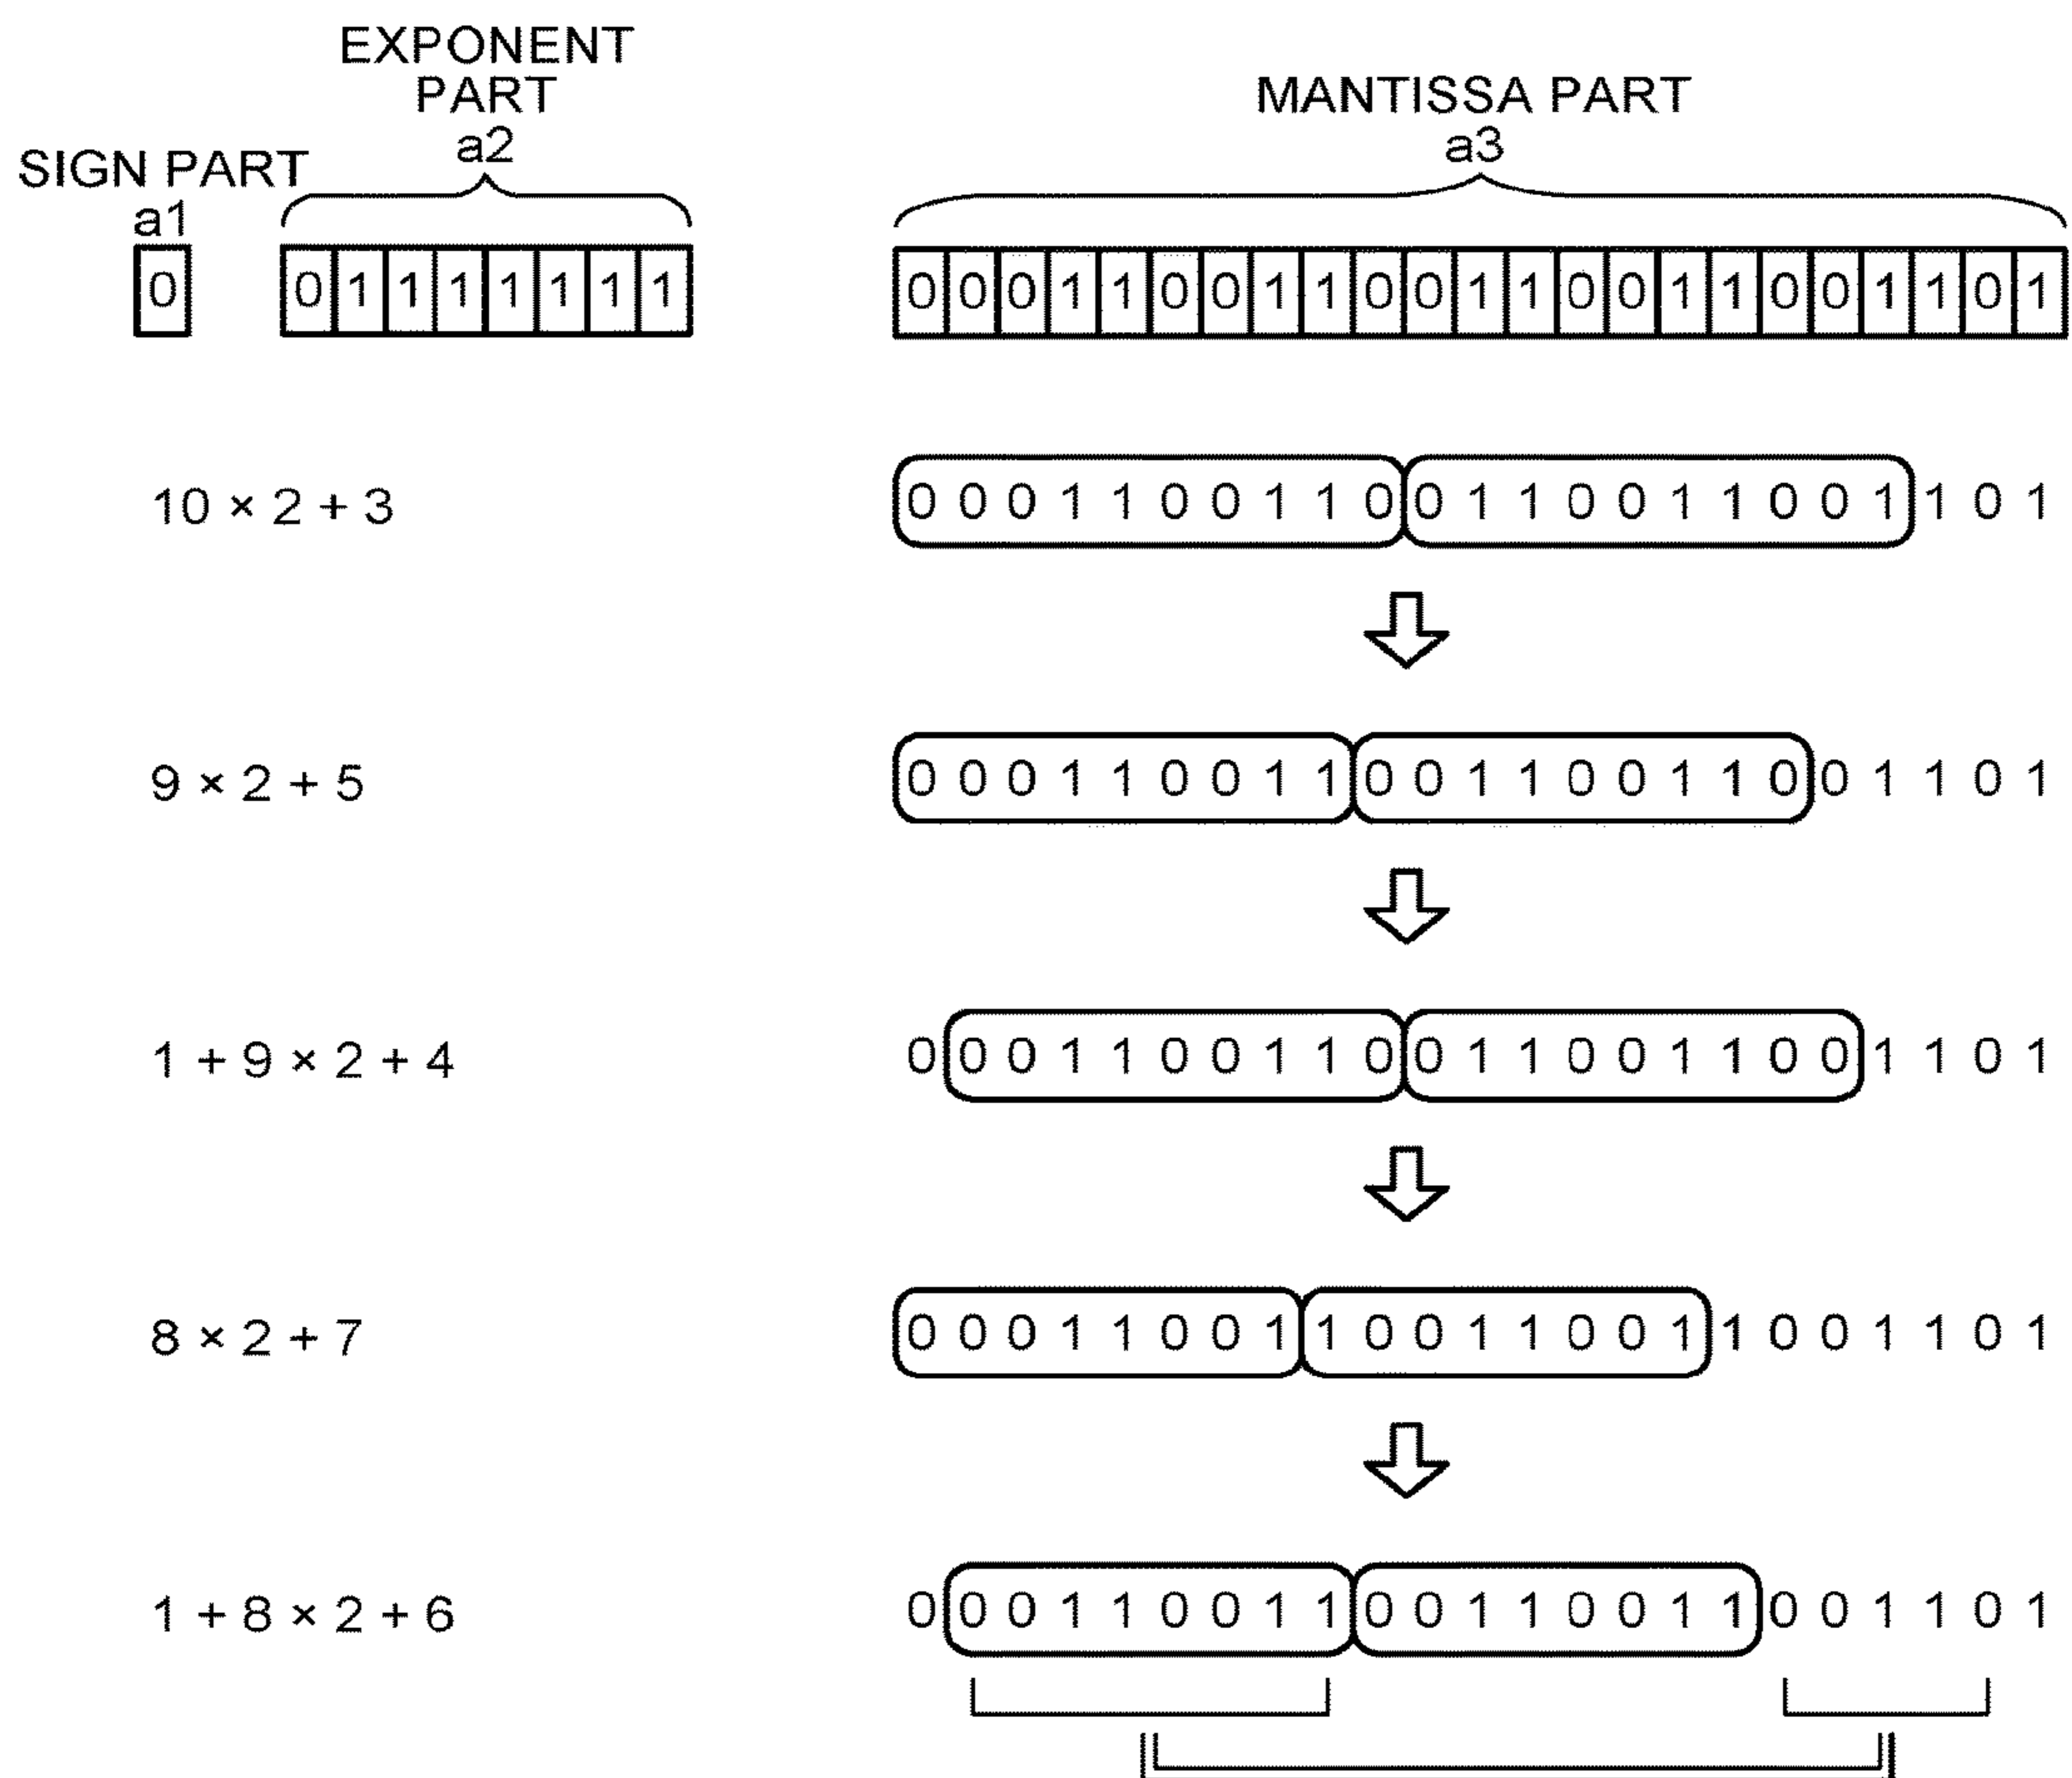 EXPONENT
PART
a2
MANTISSA PART
a3
SIGN PART
a1
0 0 1 1 1 1 1 1 1 0 0 0 1 1 0 0 1 1 0 0 1 1 0 0 1 1 0 0 1 1 0 1
10 × 2 + 3 0 0 0 1 1 0 0 1 1 0 0 1 1 0 0 1 1 0 0 1 1 0 1
9 × 2 + 5 0 0 0 1 1 0 0 1 1 0 0 1 1 0 0 1 1 0 0 1 1 0 1
1 + 9 × 2 + 4 0 0 0 1 1 0 0 1 1 0 0 1 1 0 0 1 1 0 0 1 1 0 1
8 × 2 + 7 0 0 0 1 1 0 0 1 1 0 0 1 1 0 0 1 1 0 0 1 1 0 1
1 + 8 × 2 + 6 0 0 0 1 1 0 0 1 1 0 0 1 1 0 0 1 1 0 0 1 1 0 1